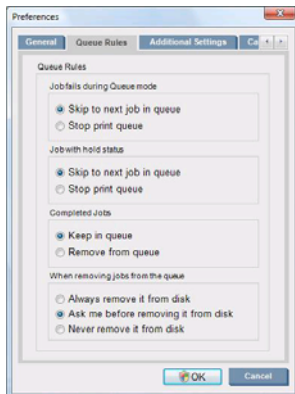 Preferences
General Queue Rules Additional Settings Ca
Queue Rules
Job fails during Queue mode
Skip to next job in queue
Stop print queue
Job with hold status
Skip to next job in queue
Stop print queue
Completed Jobs
Keep in queue
Remove from queue
When removing jobs from the queue
Always remove it from disk
Ask me before removing it from disk
Never remove it from disk
OK Cancel